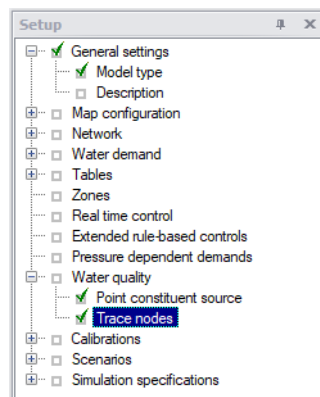 Setup
General settings
Model type
Description
Map configuration
Network
Water demand
Tables
Zones
Real time control
Extended rule-based controls
Pressure dependent demands
Water quality
Point constituent source
Trace nodes
Calibrations
Scenarios
Simulation specifications